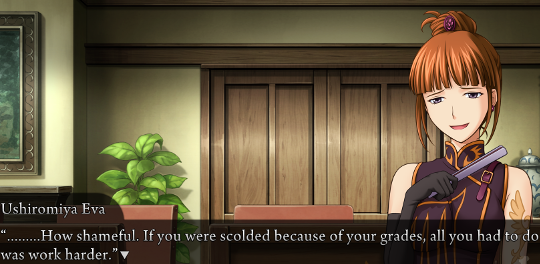 Ushiromiya Eva
“.........How shameful. If you were scolded because of your grades, all you had to do
was work harder.”▼